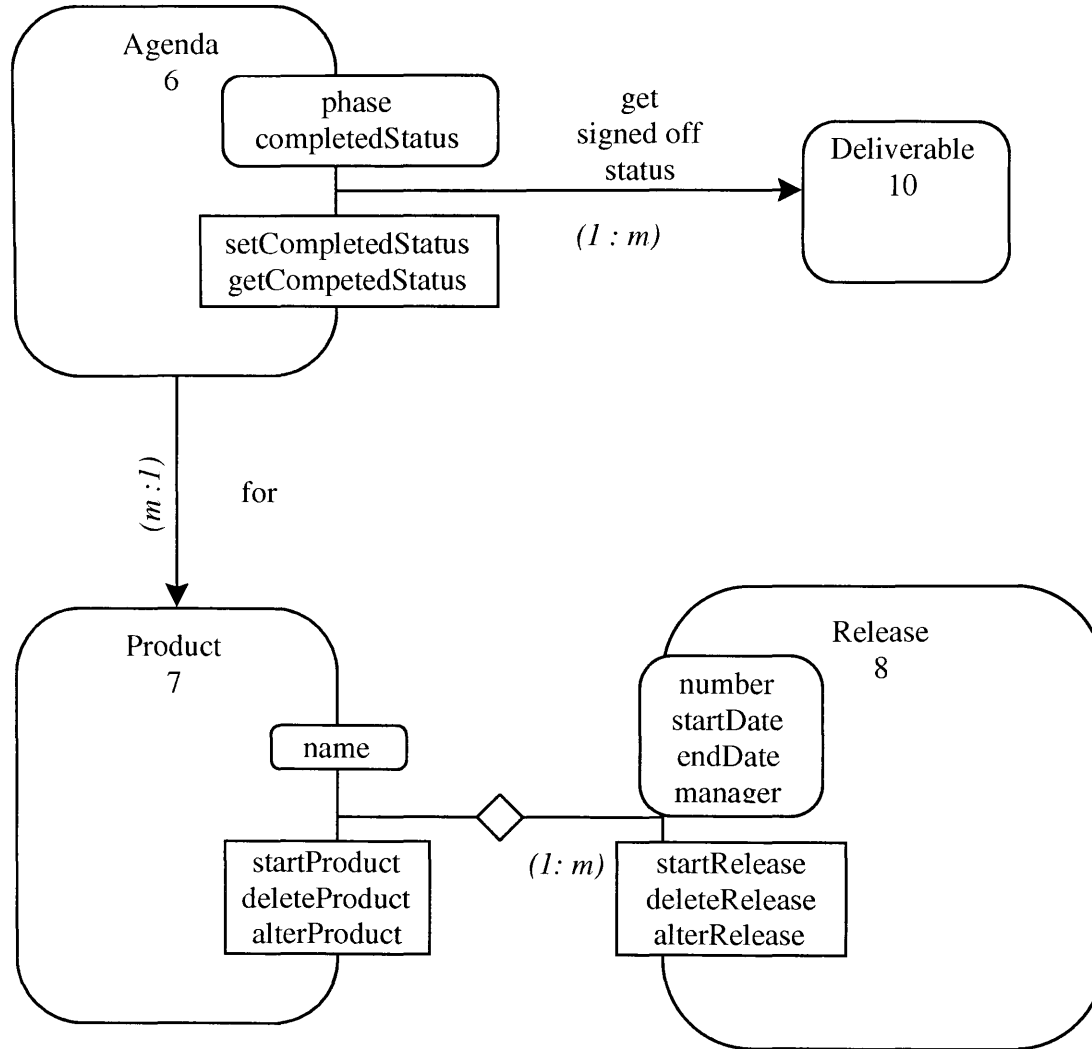 Agenda
6
phase
completedStatus
setCompletedStatus
getCompetedStatus
get
signed off
status
(1 : m)
Deliverable
10
(m :1)
for
Product
7
name
startProduct
deleteProduct
alterProduct
(1: m)
Release
8
number
startDate
endDate
manager
startRelease
deleteRelease
alterRelease